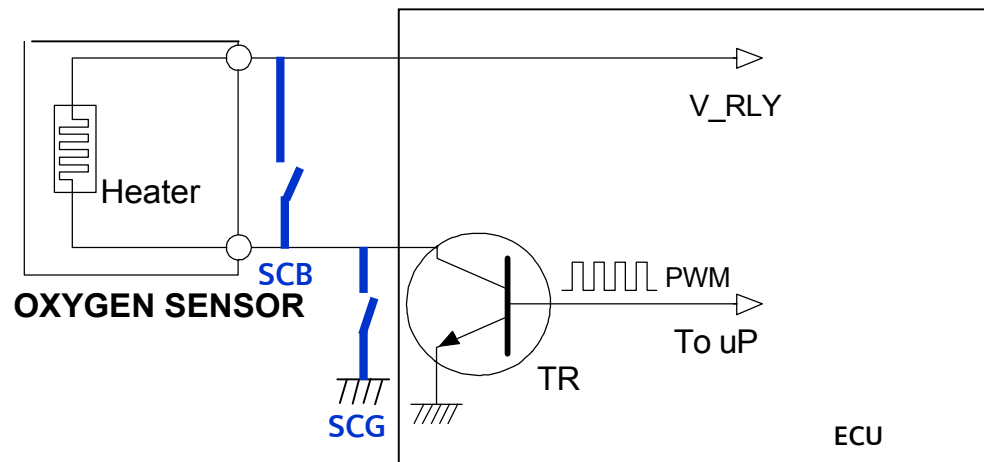 V_RLY
Heater
SCB
OXYGEN SENSOR
PWM
To uP
TR
SCG
ECU